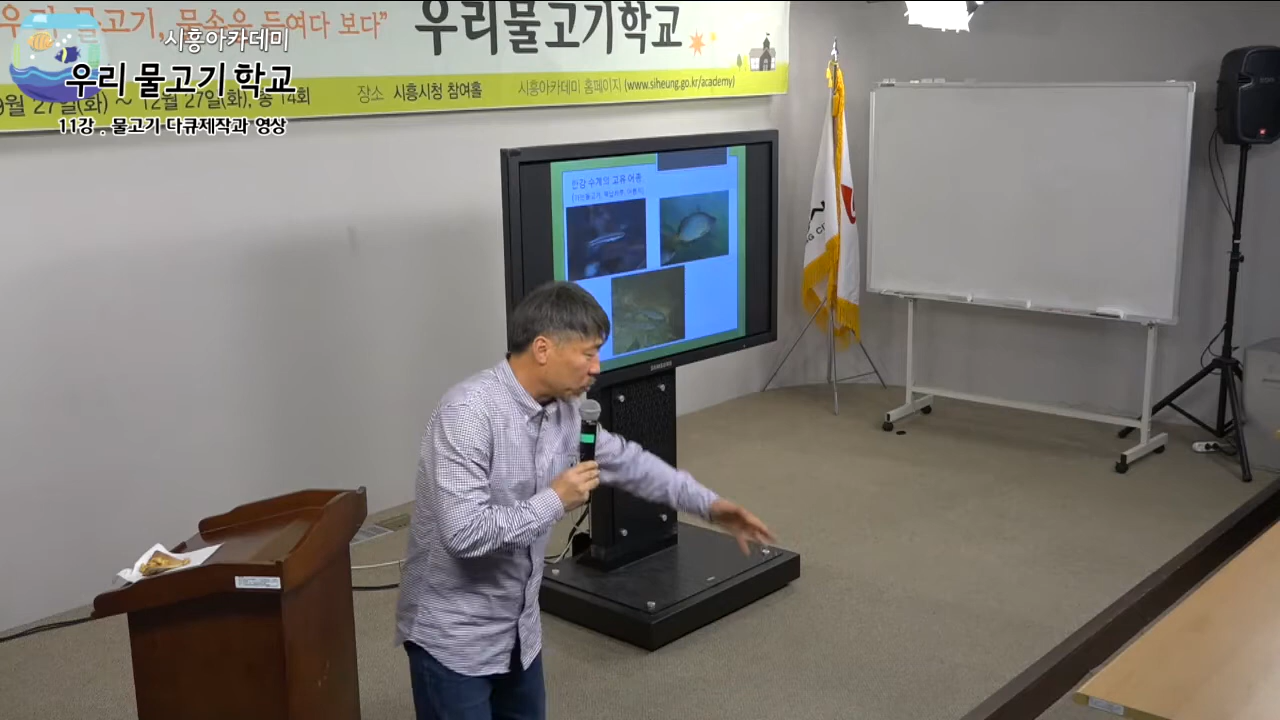 우리 물고기, 물속을 들여다 보다”
우리물고기학교
시흥아카데미
우리 물고기 학교
9월 27일(화) ~ 12월 27일(화), 총 14회
장소 시흥시청 참여홀
시흥아카데미 홈페이지 (www.siheung.go.kr/academy)
11강 . 물고기 다큐제작과 영상
한강 수계의 고유 어종
SAMSUNG